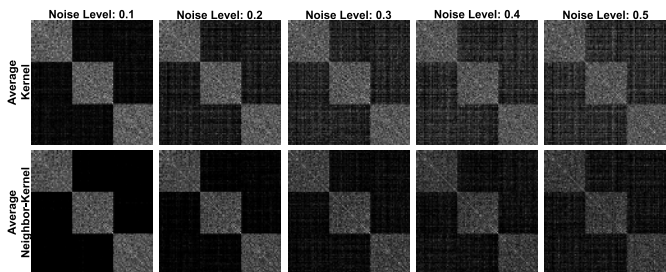 Noise Level: 0.1
Noise Level: 0.2
Noise Level: 0.3
Noise Level: 0.4
Noise Level: 0.5
Average
Kernel
Average
Neighbor-Kernel